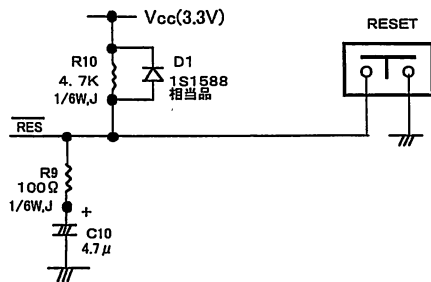 Vcc(3.3V)
RESET
R10
4.7K
1/6W,J
D1
1S1588
相当品
RES
R9
100Ω
1/6W,J
+
C10
4.7μ